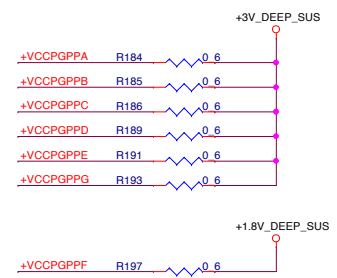 +3V_DEEP_SUS
+VCCPGPPA R184 0_6
+VCCPGPPB R185 0_6
+VCCPGPPC R186 0_6
+VCCPGPPD R189 0_6
+VCCPGPPE R191 0_6
+VCCPGPPG R193 0_6
+1.8V_DEEP_SUS
+VCCPGPPF R197 0_6